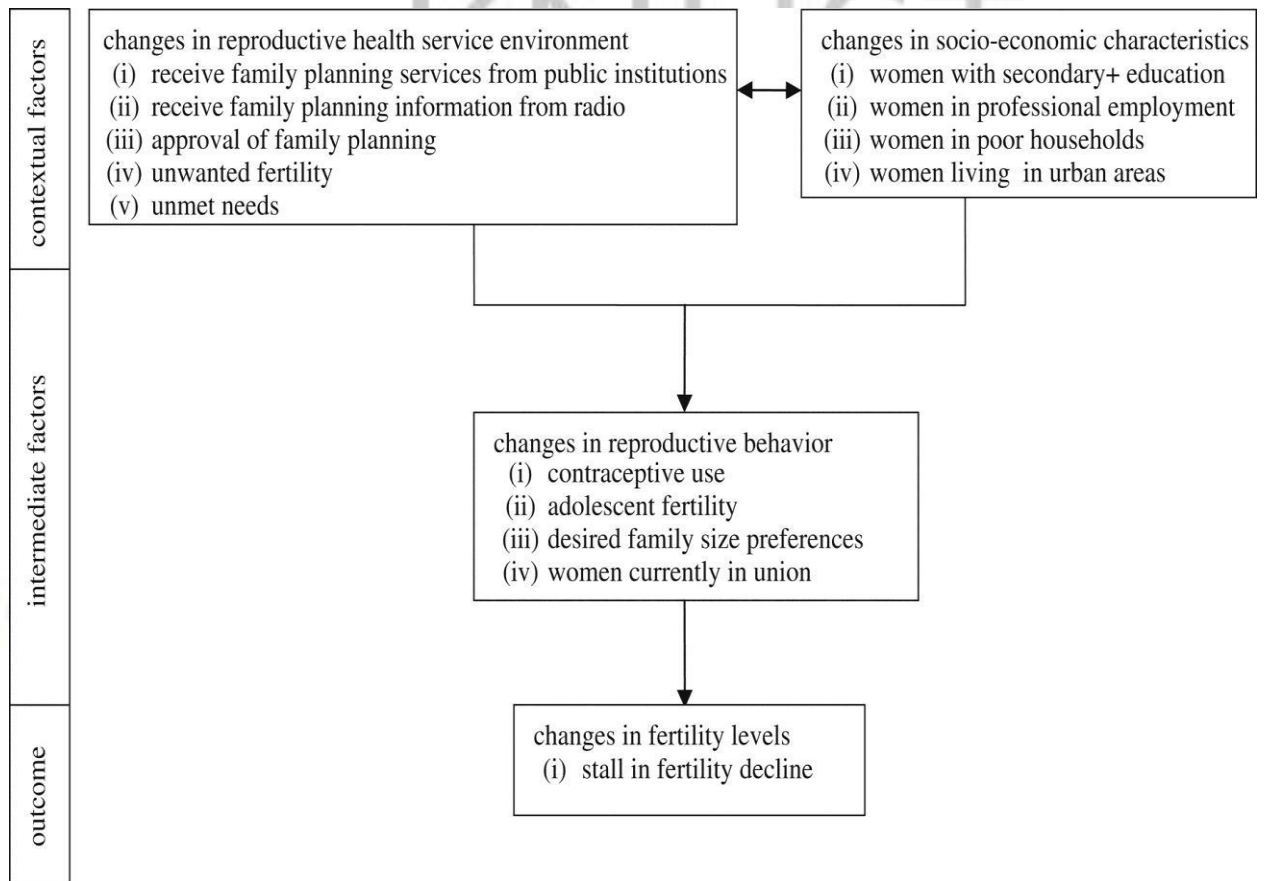 contextual factors
changes in reproductive health service environment
(i) receive family planning services from public institutions
(ii) receive family planning information from radio
(iii) approval of family planning
(iv) unwanted fertility
(v) unmet needs
changes in socio-economic characteristics
(i) women with secondary+ education
(ii) women in professional employment
(iii) women in poor households
(iv) women living in urban areas
intermediate factors
changes in reproductive behavior
(i) contraceptive use
(ii) adolescent fertility
(iii) desired family size preferences
(iv) women currently in union
outcome
changes in fertility levels
(i) stall in fertility decline